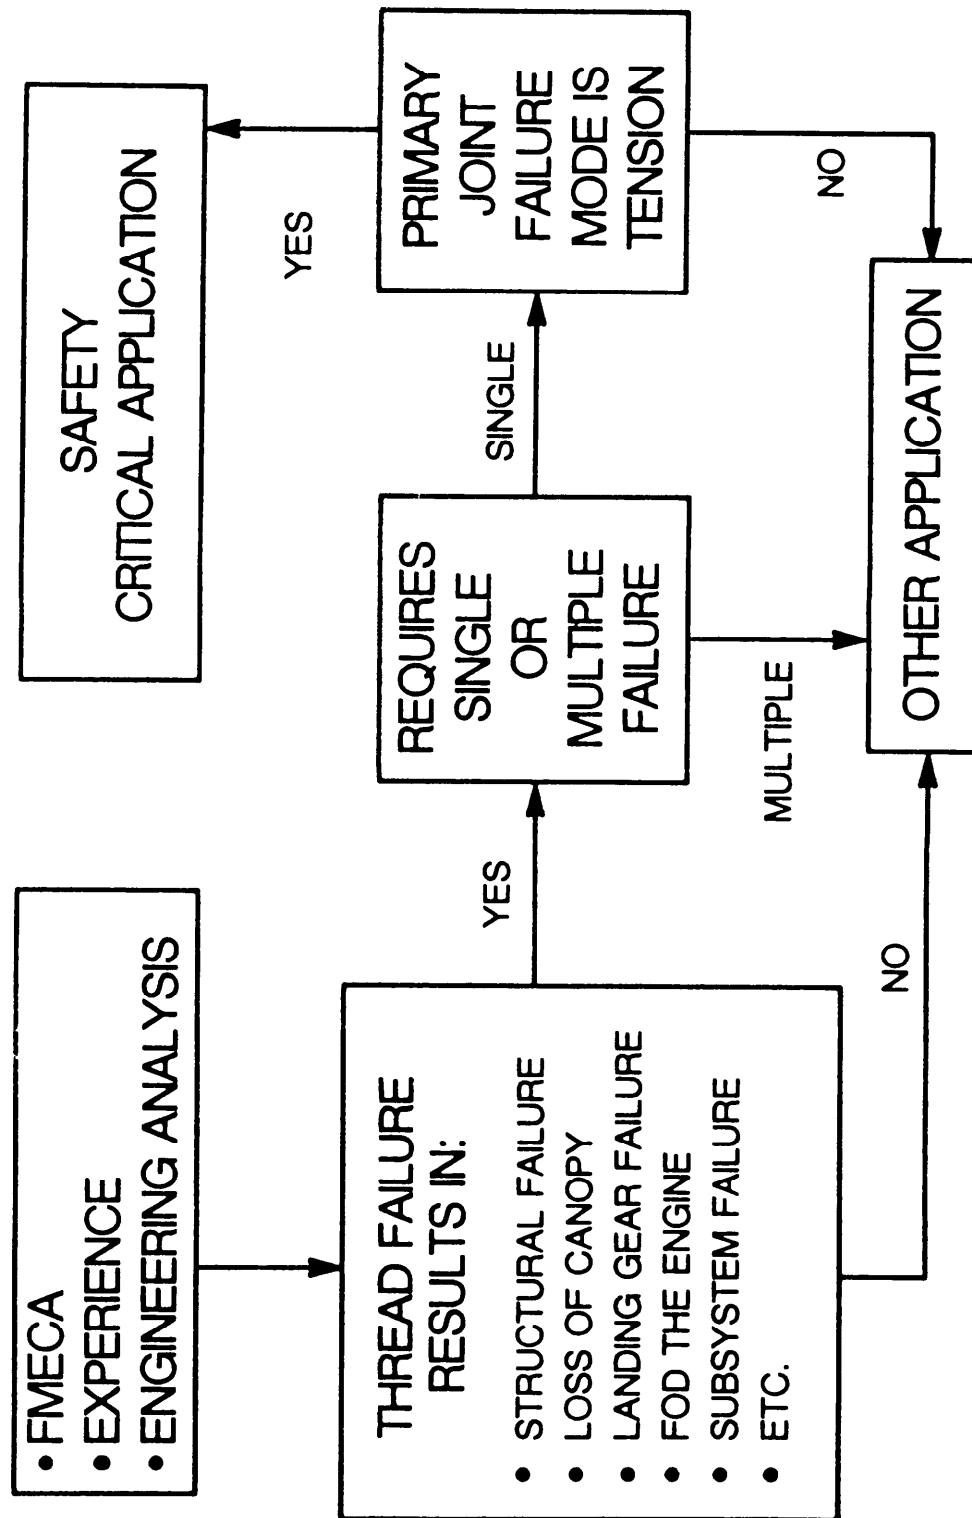 • FMECA
• EXPERIENCE
• ENGINEERING ANALYSIS
SAFETY
CRITICAL APPLICATION
THREAD FAILURE
RESULTS IN:
• STRUCTURAL FAILURE
• LOSS OF CANOPY
• LANDING GEAR FAILURE
• FOD THE ENGINE
• SUBSYSTEM FAILURE
• ETC.
YES
REQUIRES
SINGLE
OR
MULTIPLE
FAILURE
SINGLE
PRIMARY
JOINT
FAILURE
MODE IS
TENSION
YES
NO
MULTIPLE
NO
OTHER APPLICATION